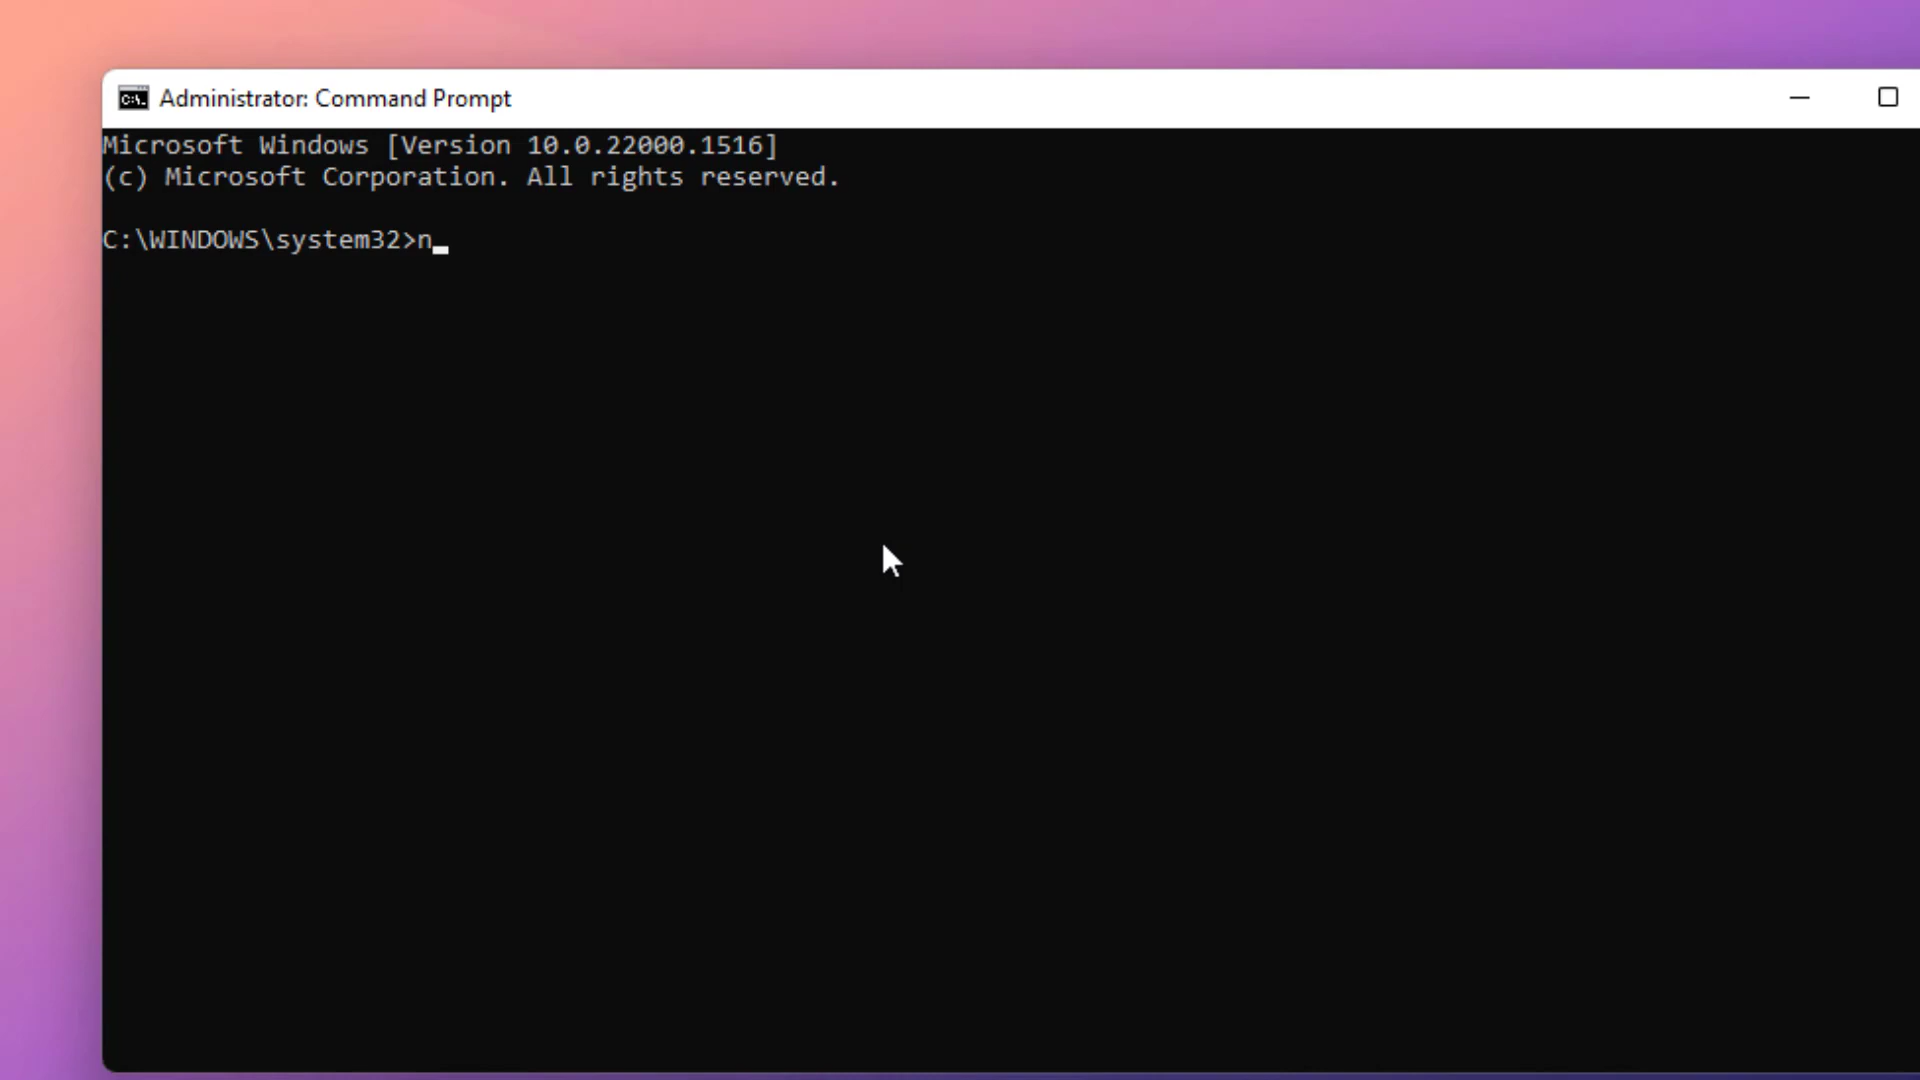 Administrator: Command Prompt
Microsoft Windows [Version 10.0.22000.1516]
(c) Microsoft Corporation. All rights reserved.
C:\WINDOWS\system32>n